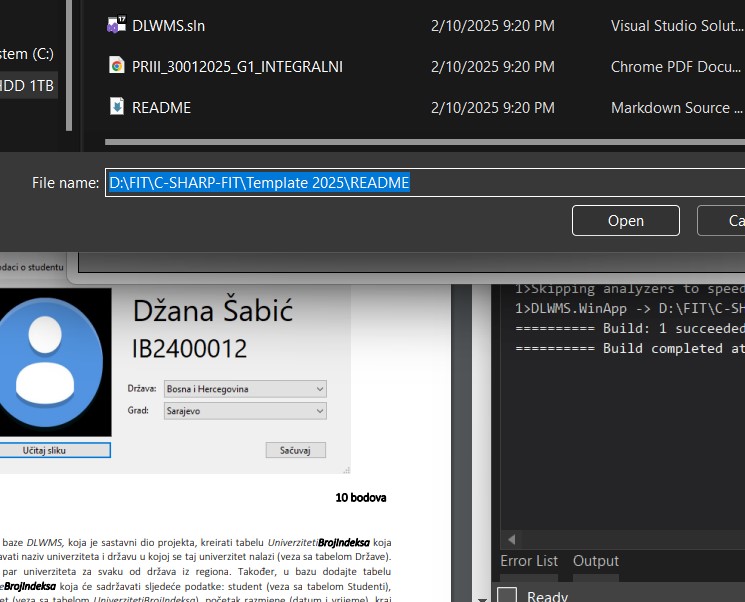 DLWMS.sln 2/10/2025 9:20 PM Visual Studio Solut...
stem (C:)
PRIII_30012025_G1_INTEGRALNI 2/10/2025 9:20 PM Chrome PDF Docu...
HDD 1TB
README 2/10/2025 9:20 PM Markdown Source ...
File name: D:\FIT\C-SHARP-FIT\Template 2025\README
Open Ca
odaci o studentu
1>Skipping analyzers to speed
1>DLWMS.WinApp -> D:\FIT\C-SH
========== Build: 1 succeeded
========== Build completed at
Džana Šabić
IB2400012
Država: Bosna i Hercegovina
Grad: Sarajevo
Učitaj sliku Sačuvaj
10 bodova
baze DLWMS, koja je sastavni dio projekta, kreirati tabelu UniverzitetiBrojIndeksa koja
avati naziv univerziteta i državu u kojoj se taj univerzitet nalazi (veza sa tabelom Države).
par univerziteta za svaku od država iz regiona. Također, u bazu dodajte tabelu
eBrojIndeksa koja će sadržavati sljedeće podatke: student (veza sa tabelom Studenti),
et (veza sa tabelom UniverzitetiBrojIndeksa), početak razmjene (datum i vrijeme), kraj
Error List Output
Ready